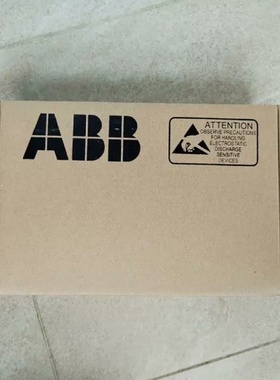 ABB
ATTENTION
OBSERVE PRECAUTIONS
FOR HANDLING
ELECTROSTATIC
DISCHARGE
SENSITIVE
DEVICES